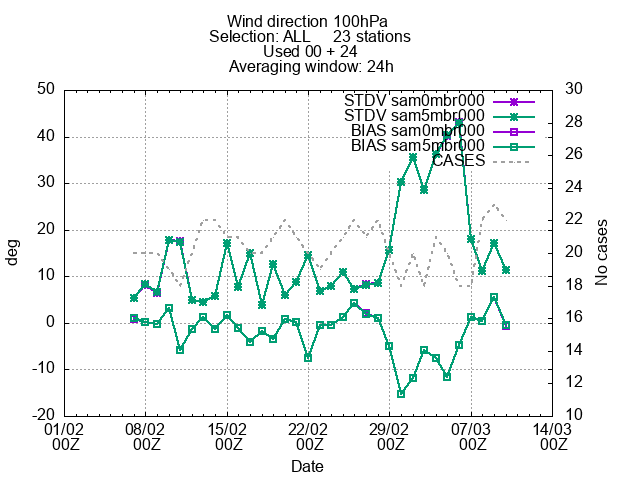 Wind direction 100hPa
Selection: ALL 23 stations
Used 00 + 24
Averaging window: 24h
STDV sam0mbr000
STDV sam5mbr000
BIAS sam0mbr000
BIAS sam5mbr000
CASES
50
40
30
20
10
0
-10
-20
deg
30
28
26
24
22
20
18
16
14
12
10
No cases
01/02 08/02 15/02 22/02 29/02 07/03 14/03
00Z 00Z 00Z 00Z 00Z 00Z 00Z
Date